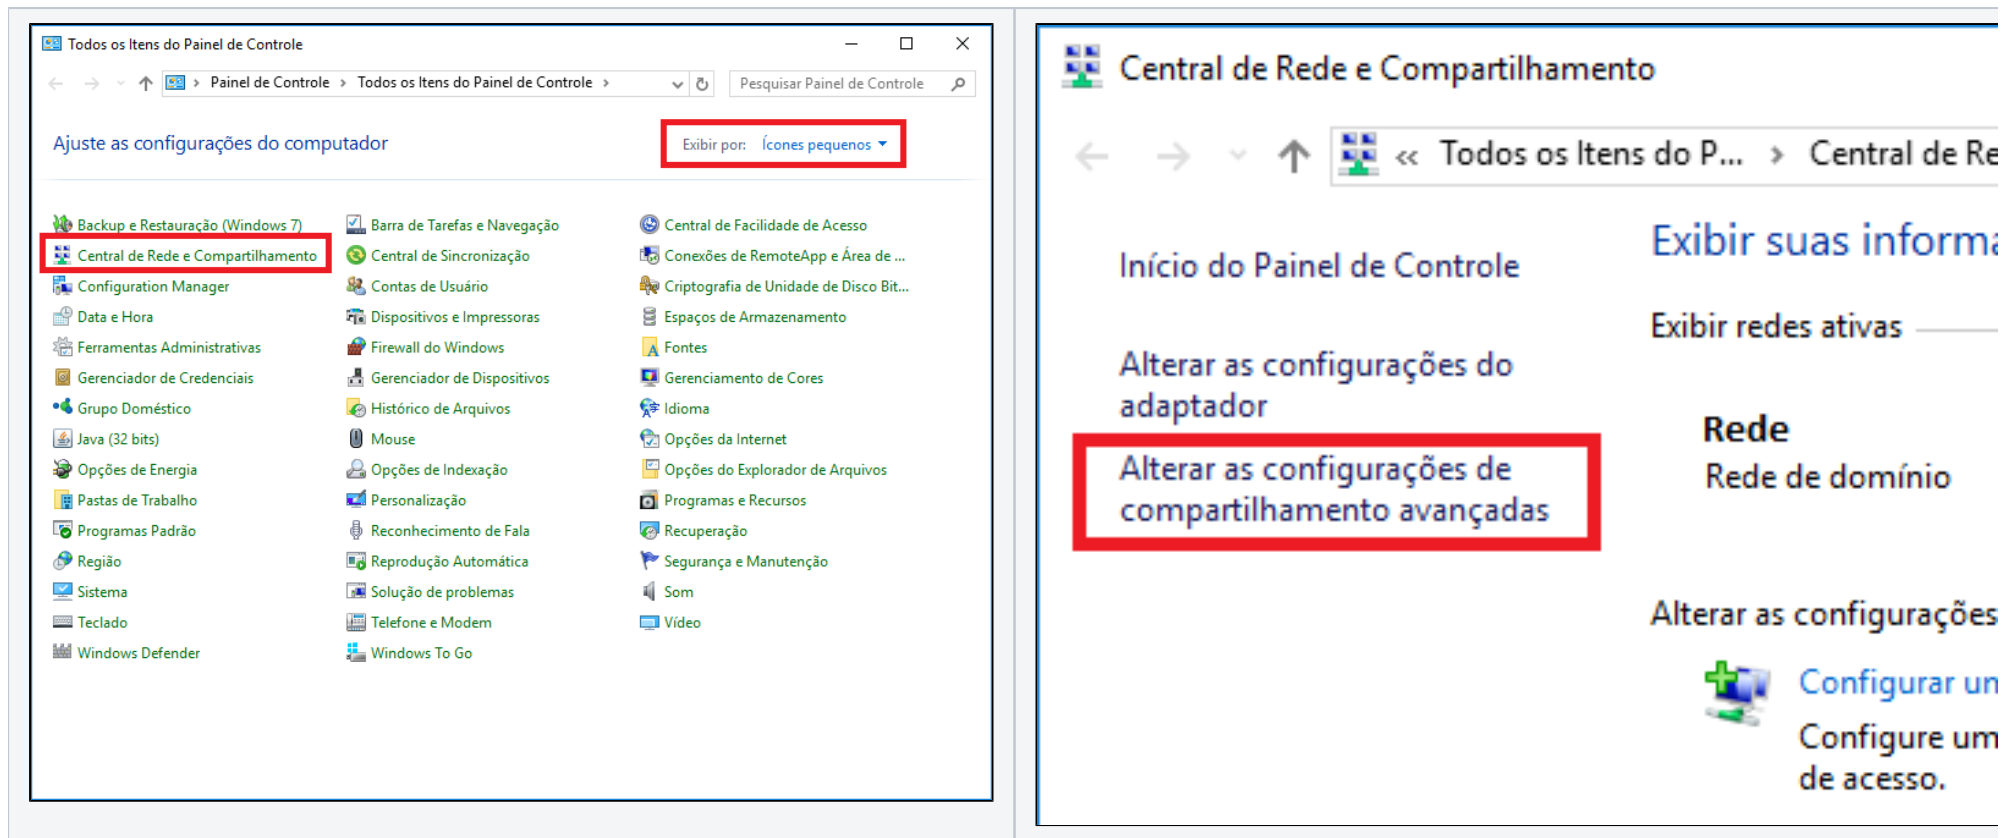 Todos os Itens do Painel de Controle
Painel de Controle > Todos os Itens do Painel de Controle >
Pesquisar Painel de Controle
Ajuste as configurações do computador
Exibir por: Ícones pequenos
Backup e Restauração (Windows 7)
Central de Rede e Compartilhamento
Configuration Manager
Data e Hora
Ferramentas Administrativas
Gerenciador de Credenciais
Grupo Doméstico
Java (32 bits)
Opções de Energia
Pastas de Trabalho
Programas Padrão
Região
Sistema
Teclado
Windows Defender
Barra de Tarefas e Navegação
Central de Sincronização
Contas de Usuário
Dispositivos e Impressoras
Firewall do Windows
Gerenciador de Dispositivos
Histórico de Arquivos
Mouse
Opções de Indexação
Personalização
Reconhecimento de Fala
Reprodução Automática
Solução de problemas
Telefone e Modem
Windows To Go
Central de Facilidade de Acesso
Conexões de RemoteApp e Área de ...
Criptografia de Unidade de Disco Bit...
Espaços de Armazenamento
Fontes
Gerenciamento de Cores
Idioma
Opções da Internet
Opções do Explorador de Arquivos
Programas e Recursos
Recuperação
Segurança e Manutenção
Som
Vídeo
Central de Rede e Compartilhamento
« Todos os Itens do P... > Central de Re
Início do Painel de Controle
Alterar as configurações do
adaptador
Alterar as configurações de
compartilhamento avançadas
Exibir suas informa
Exibir redes ativas
Rede
Rede de domínio
Alterar as configurações
Configurar um
Configure um
de acesso.